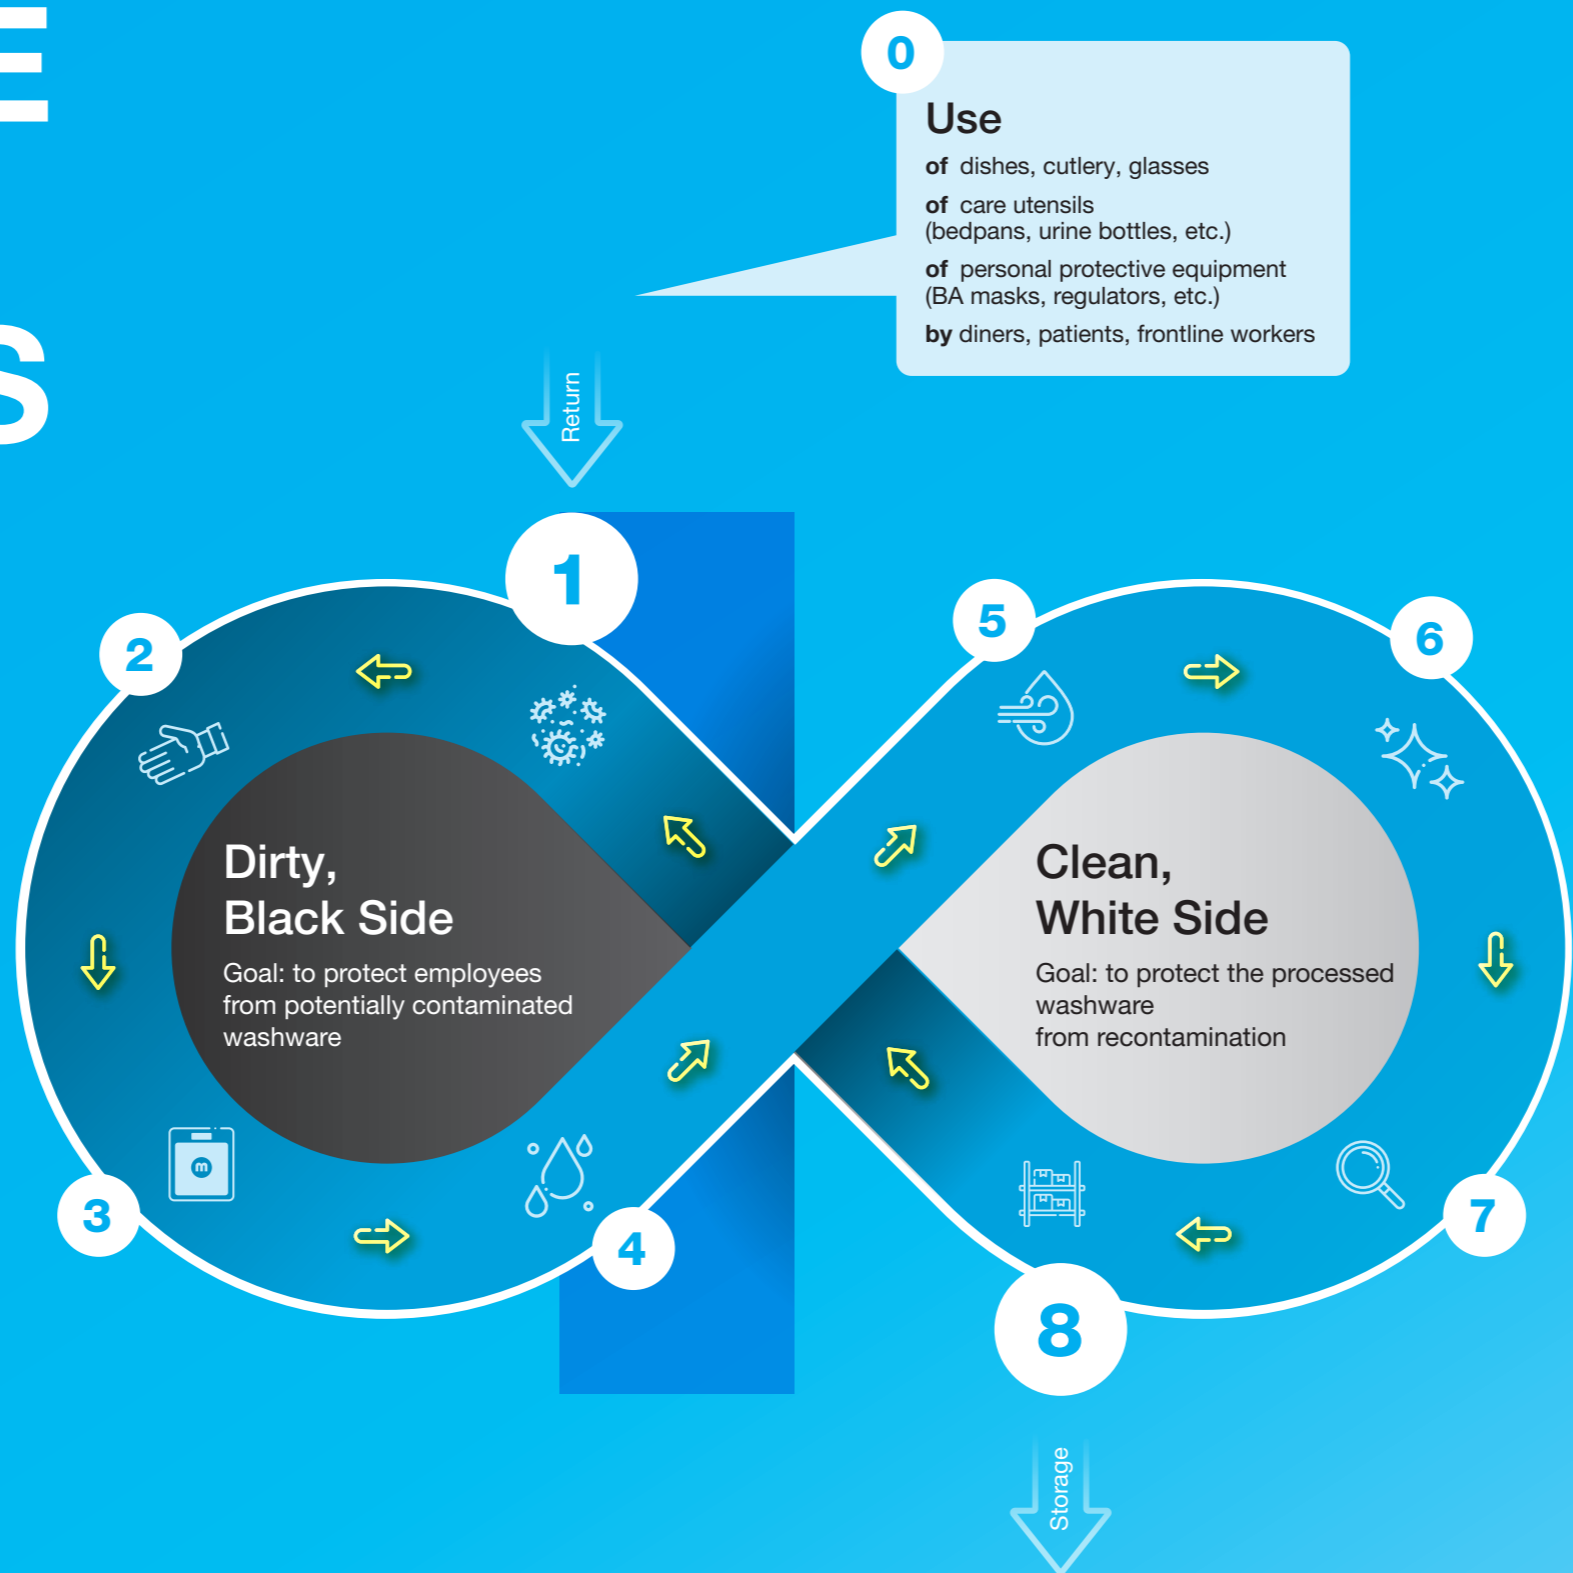 E
S
0
Use
of dishes, cutlery, glasses
of care utensils
(bedpans, urine bottles, etc.)
of personal protective equipment
(BA masks, regulators, etc.)
by diners, patients, frontline workers
Return
1
2
5
6
Dirty,
Black Side
Goal: to protect employees
from potentially contaminated
washware
Clean,
White Side
Goal: to protect the processed
washware
from recontamination
m
3
4
7
8
Storage